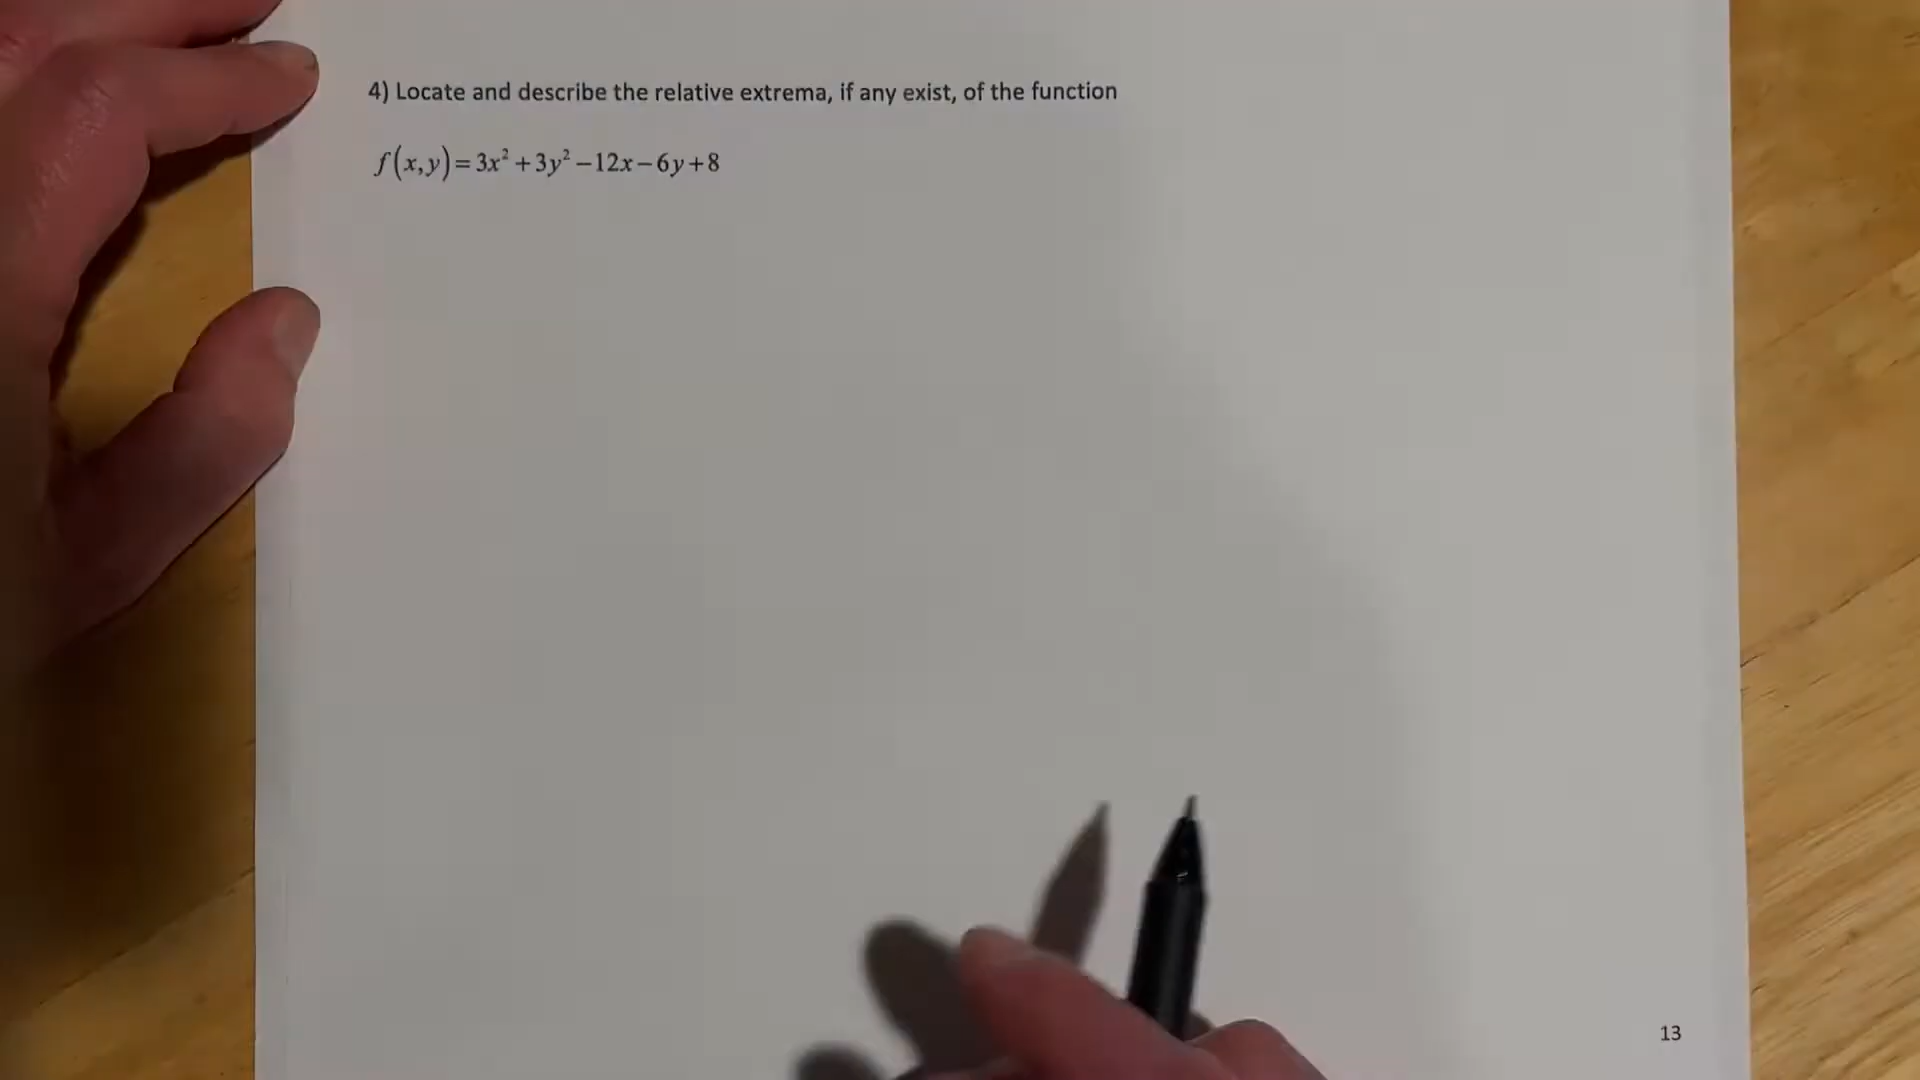 4) Locate and describe the relative extrema, if any exist, of the function
f(x,y)=3x²+3y²−12x−6y+8
13